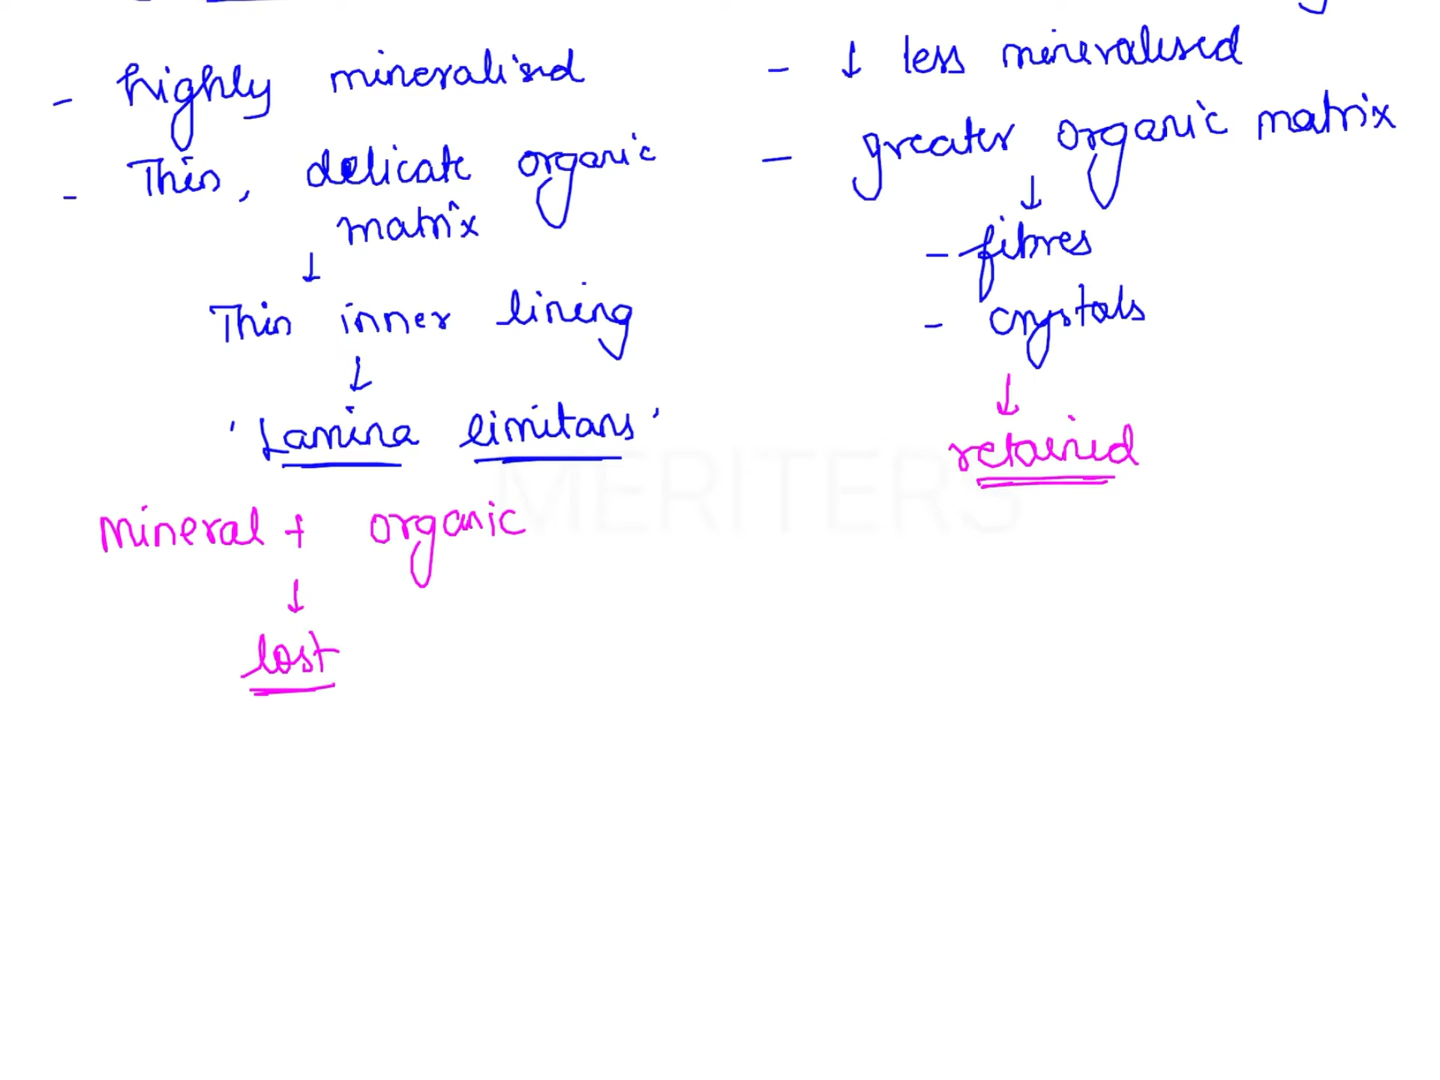 - highly mineralised
- Thin, delicate organic
matrix
↓
Thin inner lining
↓
'Lamina limitans'
mineral + organic
↓
lost
- ↓ less mineralised
- greater organic matrix
↓
- fibres
- crystals
↓
retained
MERITERS